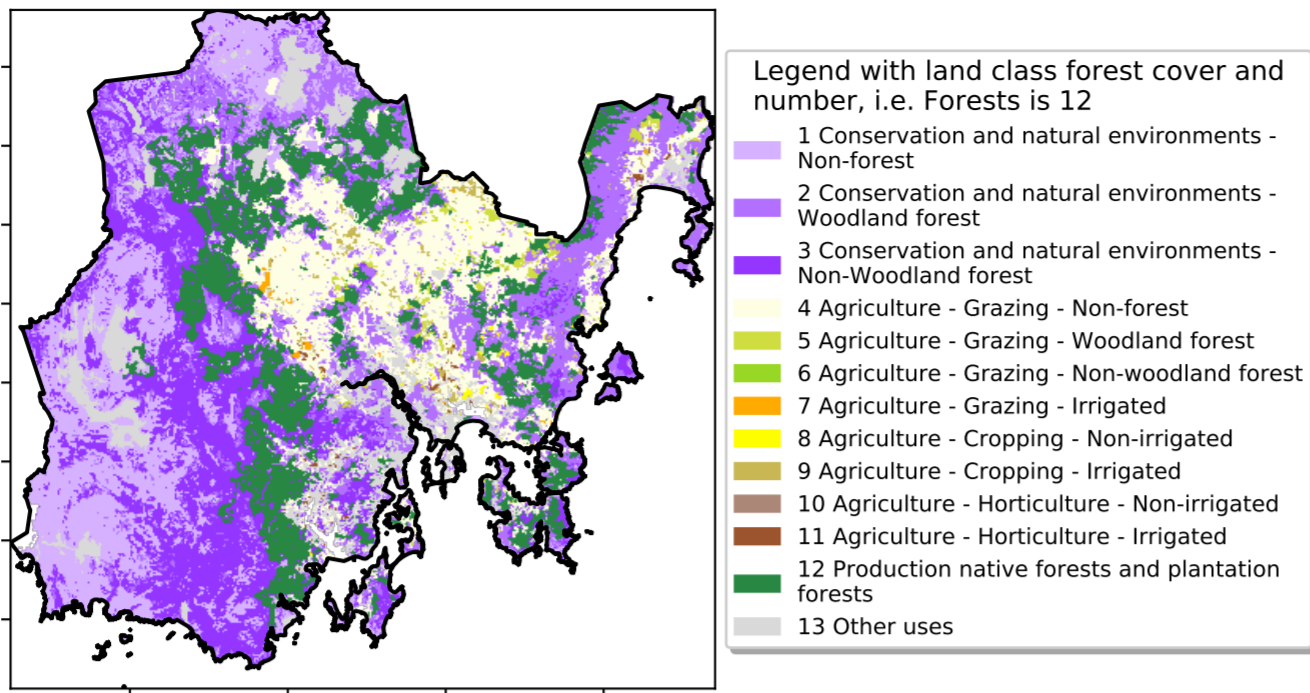 Legend with land class forest cover and
number, i.e. Forests is 12
1 Conservation and natural environments -
Non-forest
2 Conservation and natural environments -
Woodland forest
3 Conservation and natural environments -
Non-Woodland forest
4 Agriculture - Grazing - Non-forest
5 Agriculture - Grazing - Woodland forest
6 Agriculture - Grazing - Non-woodland forest
7 Agriculture - Grazing - Irrigated
8 Agriculture - Cropping - Non-irrigated
9 Agriculture - Cropping - Irrigated
10 Agriculture - Horticulture - Non-irrigated
11 Agriculture - Horticulture - Irrigated
12 Production native forests and plantation
forests
13 Other uses